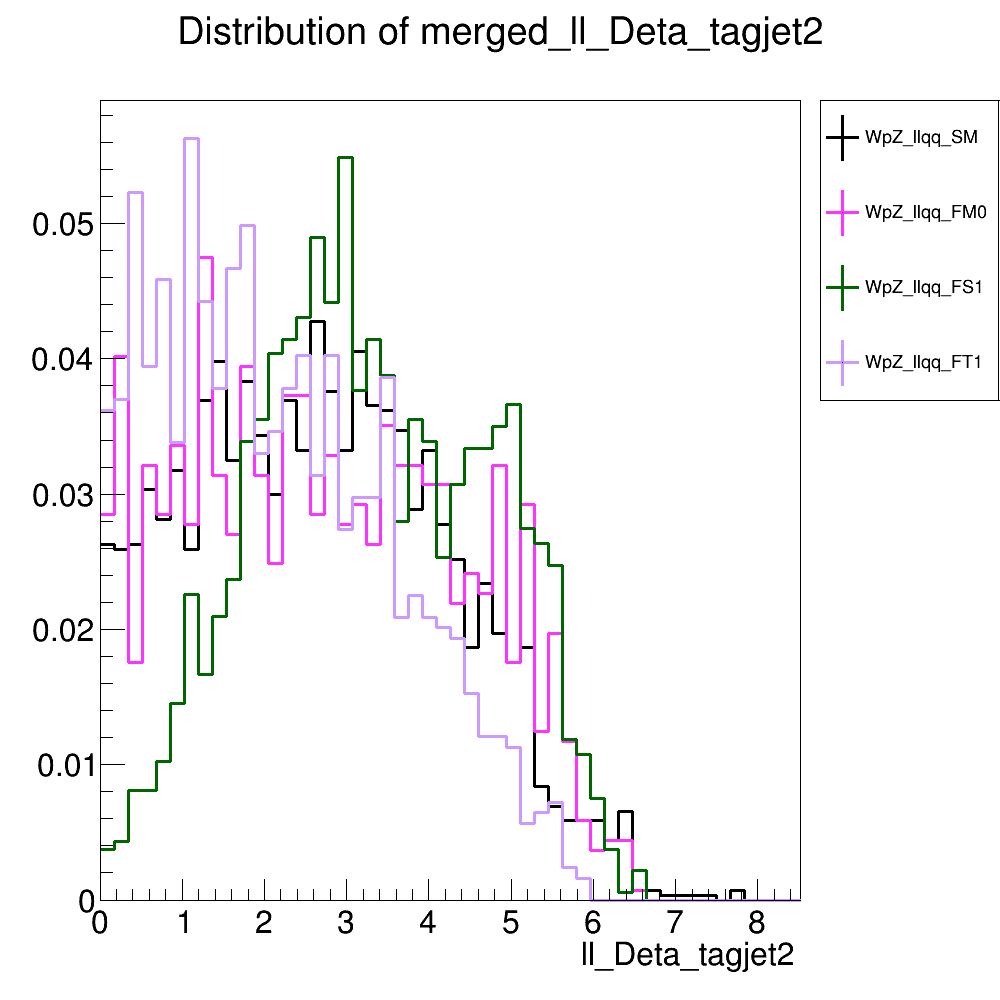 Distribution of merged_ll_Deta_tagjet2
WpZ_llqq_SM
WpZ_llqq_FM0
WpZ_llqq_FS1
WpZ_llqq_FT1
0.05
0.04
0.03
0.02
0.01
0
0 1 2 3 4 5 6 7 8
ll_Deta_tagjet2